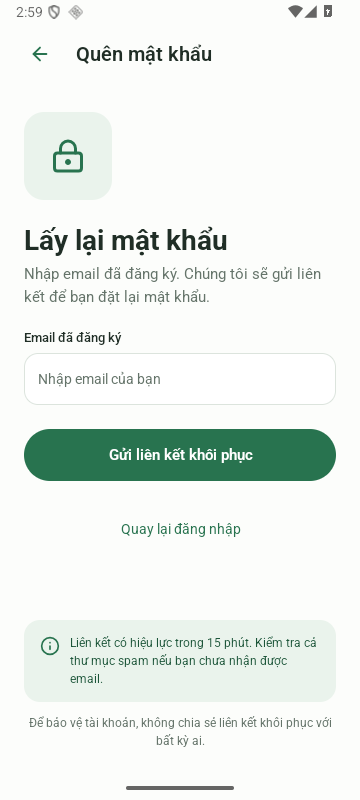 2:59
Quên mật khẩu
Lấy lại mật khẩu
Nhập email đã đăng ký. Chúng tôi sẽ gửi liên
kết để bạn đặt lại mật khẩu.
Email đã đăng ký
Nhập email của bạn
Gửi liên kết khôi phục
Quay lại đăng nhập
Liên kết có hiệu lực trong 15 phút. Kiểm tra cả
thư mục spam nếu bạn chưa nhận được
email.
Để bảo vệ tài khoản, không chia sẻ liên kết khôi phục với
bất kỳ ai.